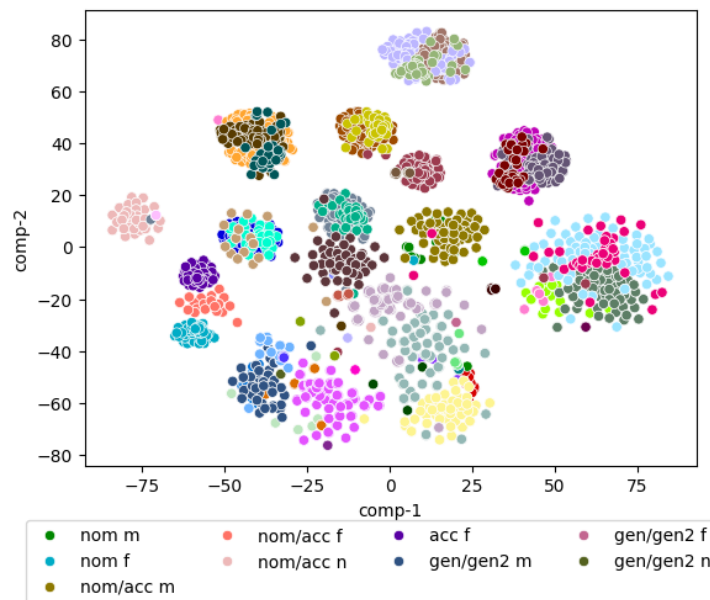 80
60
40
20
0
−20
−40
−60
−80
comp-2
−75 −50 −25 0 25 50 75
comp-1
nom m nom/acc f acc f gen/gen2 f
nom f nom/acc n gen/gen2 m gen/gen2 n
nom/acc m